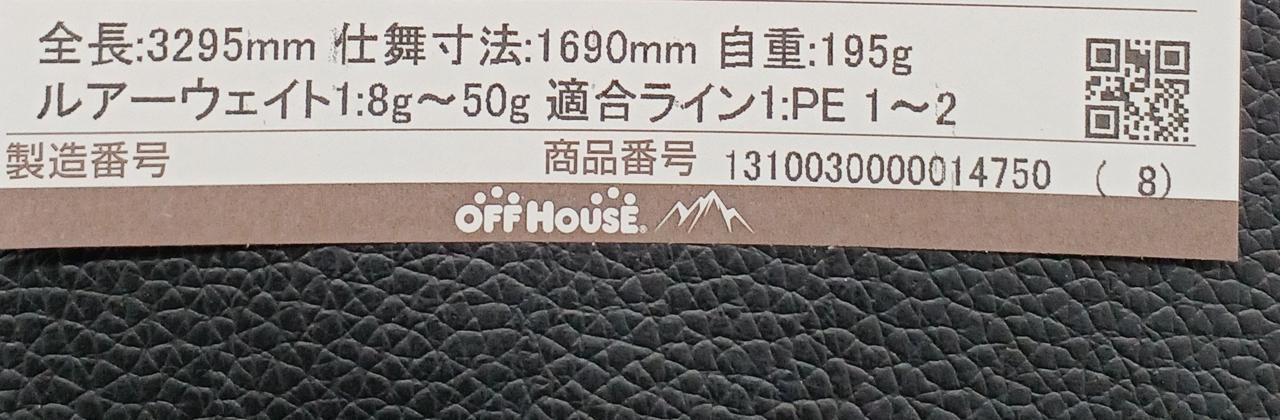 全長:3295mm 仕舞寸法:1690mm 自重:195g
ルアーウェイト1:8g～50g 適合ライン1:PE 1～2
製造番号 商品番号 1310030000014750 ( 8)
OFF HOUSE®